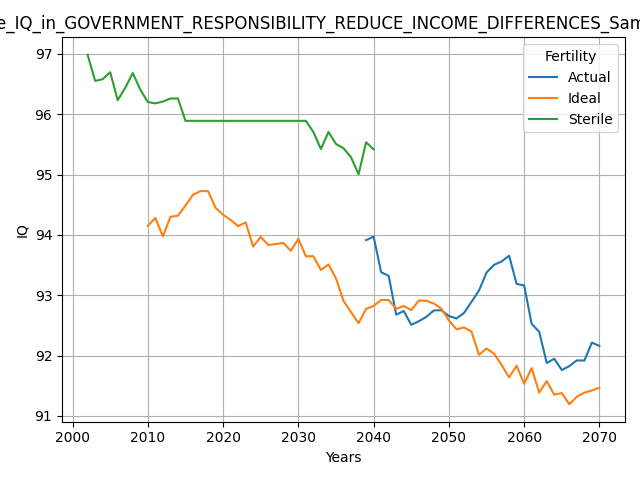 e_IQ_in_GOVERNMENT_RESPONSIBILITY_REDUCE_INCOME_DIFFERENCES_Sam
Fertility
Actual
Ideal
Sterile
97
96
95
94
93
92
91
IQ
2000
2010
2020
2030
2040
2050
2060
2070
Years